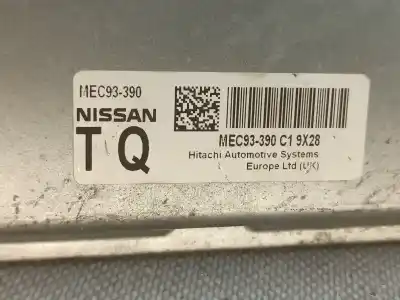 MEC93-390
NISSAN
TQ
MEC93-390 C1 9X28
Hitachi Automotive Systems
Europe Ltd (UK)